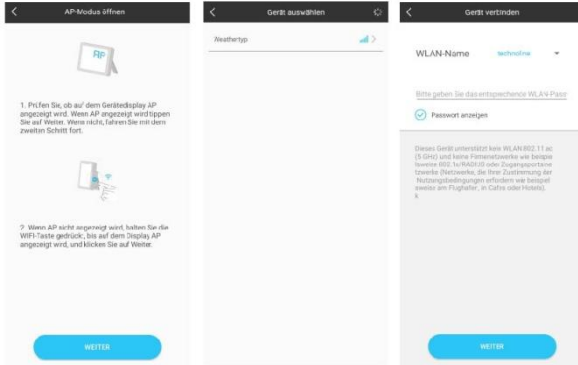 AP-Modus öffnen
AP
1. Prüfen Sie, ob auf dem Gerätedisplay AP
angezeigt wird. Wenn AP angezeigt wird tippen
Sie auf Weiter. Wenn nicht, fahren Sie mit dem
zweiten Schritt fort.
2. Wenn AP nicht angezeigt wird, halten Sie die
WIFI-Taste gedrückt, bis auf dem Display AP
angezeigt wird, und klicken Sie auf Weiter.
WEITER
Gerät auswählen
Weathertyp
Gerät verbinden
WLAN-Name technoline
Bitte geben Sie das entsprechende WLAN-Passv
Passwort anzeigen
Dieses Gerät unterstützt kein WLAN 802.11 ac
(5 GHz) und keine Firmennetzwerke wie beispie
lsweise 802.1x/RADIUS oder Zugangsportalne
tzwerke (Netzwerke, die Ihrer Zustimmung der
Nutzungsbedingungen erfordern wie beispiel
sweise am Flughafen, in Cafes oder Hotels).
k
WEITER